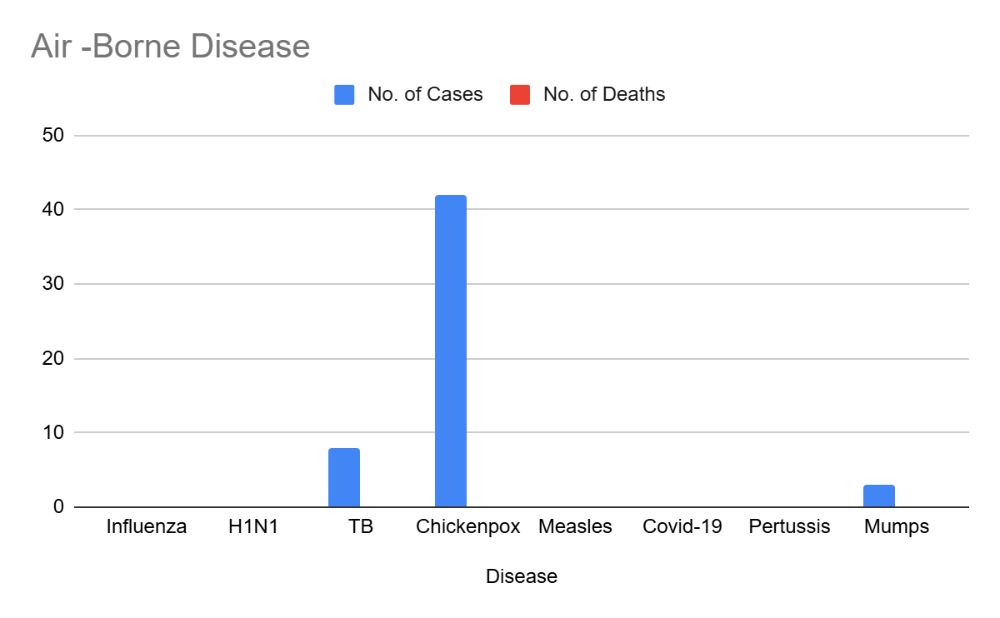 Air -Borne Disease
No. of Cases No. of Deaths
50
40
30
20
10
0
Influenza H1N1 TB Chickenpox Measles Covid-19 Pertussis Mumps
Disease